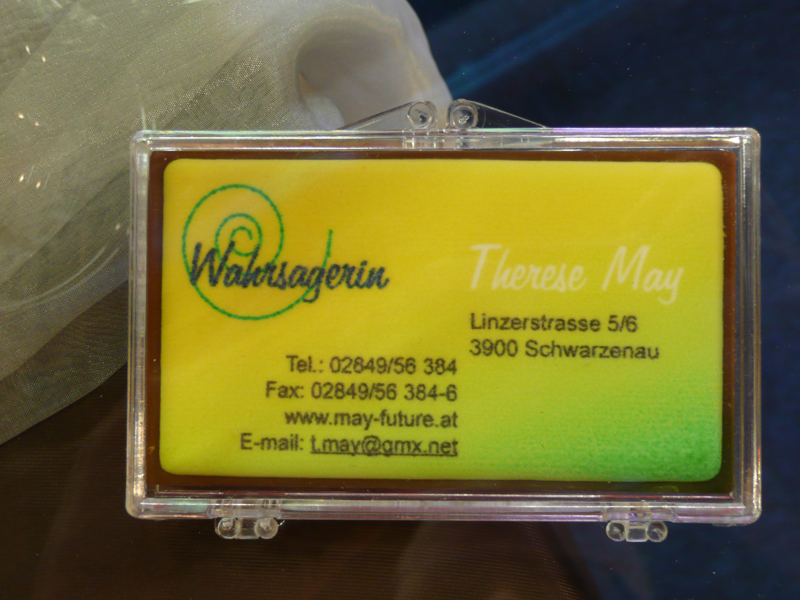 Wahrsagerin
Tel.: 02849/56 384
Fax: 02849/56 384-6
www.may-future.at
E-mail: t.may@gmx.net
Therese May
Linzerstrasse 5/6
3900 Schwarzenau